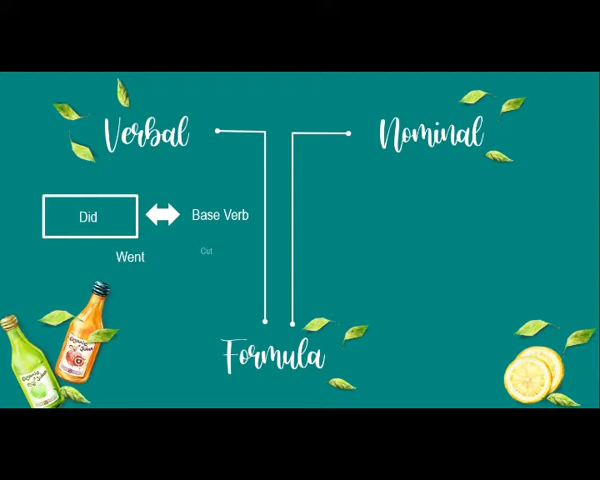 Verbal
Nominal
Did
Base Verb
Went
Cut
Formula